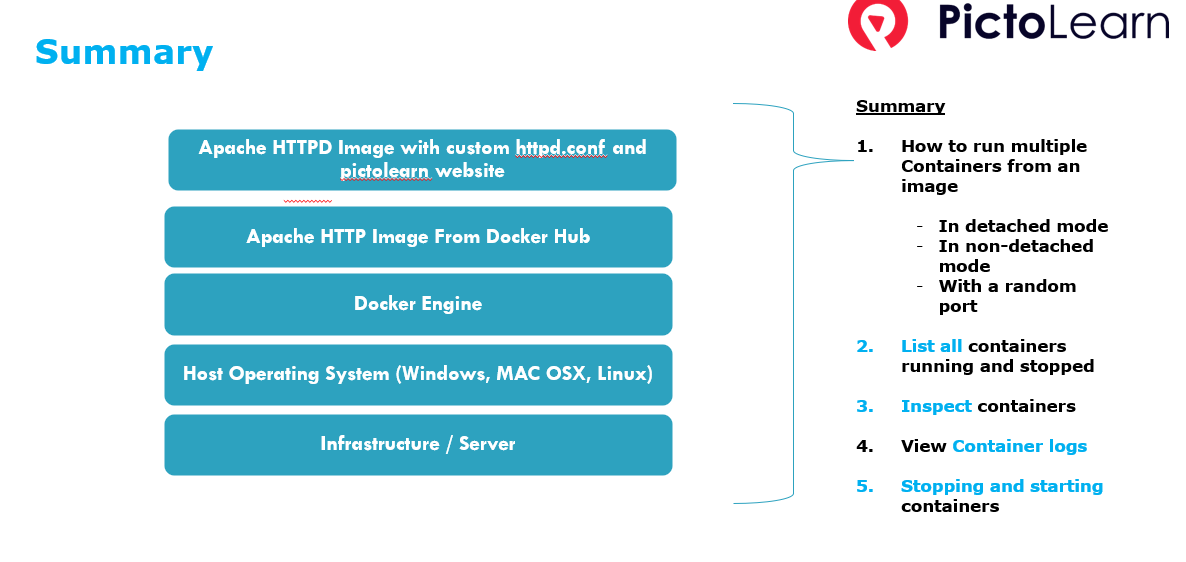 PictoLearn
Summary
Apache HTTPD Image with custom httpd.conf and
pictolearn website
Apache HTTP Image From Docker Hub
Docker Engine
Host Operating System (Windows, MAC OSX, Linux)
Infrastructure / Server
Summary
1. How to run multiple
Containers from an
image
- In detached mode
- In non-detached
mode
- With a random
port
2. List all containers
running and stopped
3. Inspect containers
4. View Container logs
5. Stopping and starting
containers